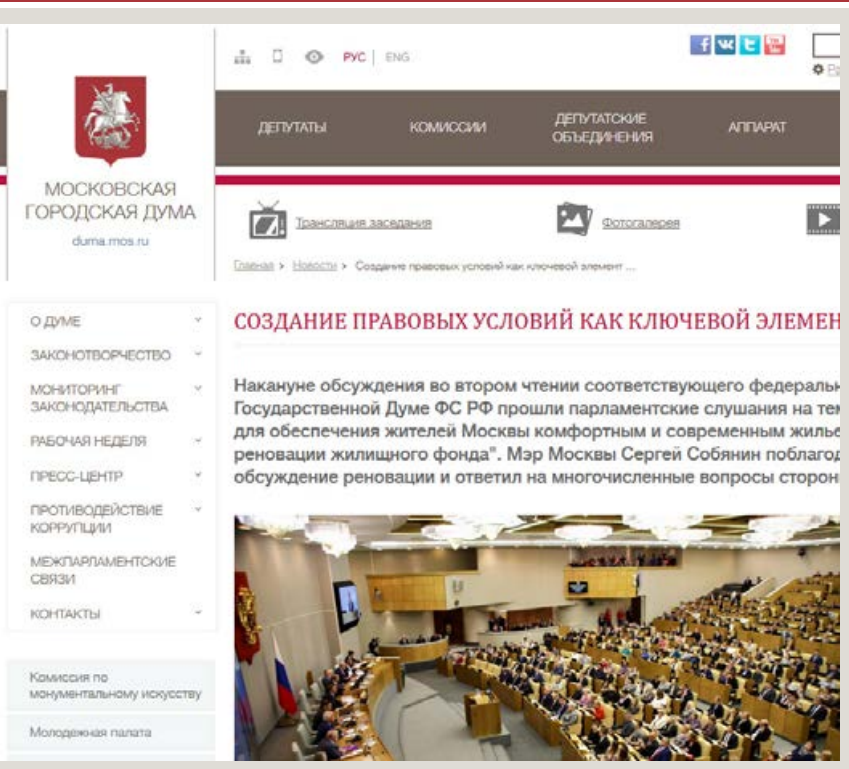 РУС | ENG
МОСКОВСКАЯ
ГОРОДСКАЯ ДУМА
duma.mos.ru
ДЕПУТАТЫ
КОМИССИИ
ДЕПУТАТСКИЕ
ОБЪЕДИНЕНИЯ
АППАРАТ
Трансляция заседания
Фотогалерея
Главная > Новости > Создание правовых условий как ключевой элемент ...
О ДУМЕ
ЗАКОНОТВОРЧЕСТВО
МОНИТОРИНГ
ЗАКОНОДАТЕЛЬСТВА
РАБОЧАЯ НЕДЕЛЯ
ПРЕСС-ЦЕНТР
ПРОТИВОДЕЙСТВИЕ
КОРРУПЦИИ
МЕЖПАРЛАМЕНТСКИЕ
СВЯЗИ
КОНТАКТЫ
Комиссия по
монументальному искусству
Молодежная палата
СОЗДАНИЕ ПРАВОВЫХ УСЛОВИЙ КАК КЛЮЧЕВОЙ ЭЛЕМЕН
Накануне обсуждения во втором чтении соответствующего федеральн
Государственной Думе ФС РФ прошли парламентские слушания на тем
для обеспечения жителей Москвы комфортным и современным жилье
реновации жилищного фонда". Мэр Москвы Сергей Собянин поблагод
обсуждение реновации и ответил на многочисленные вопросы сторон